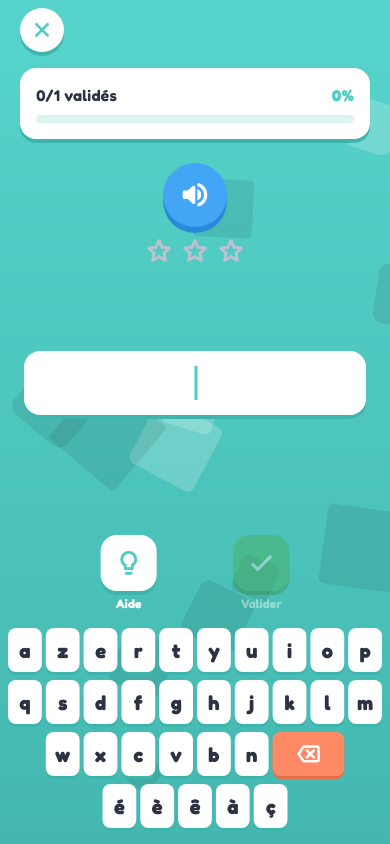 0/1 validés 0%
Aide Valider
a z e r t y u i o p
q s d f g h j k l m
w x c v b n
é è ê à ç